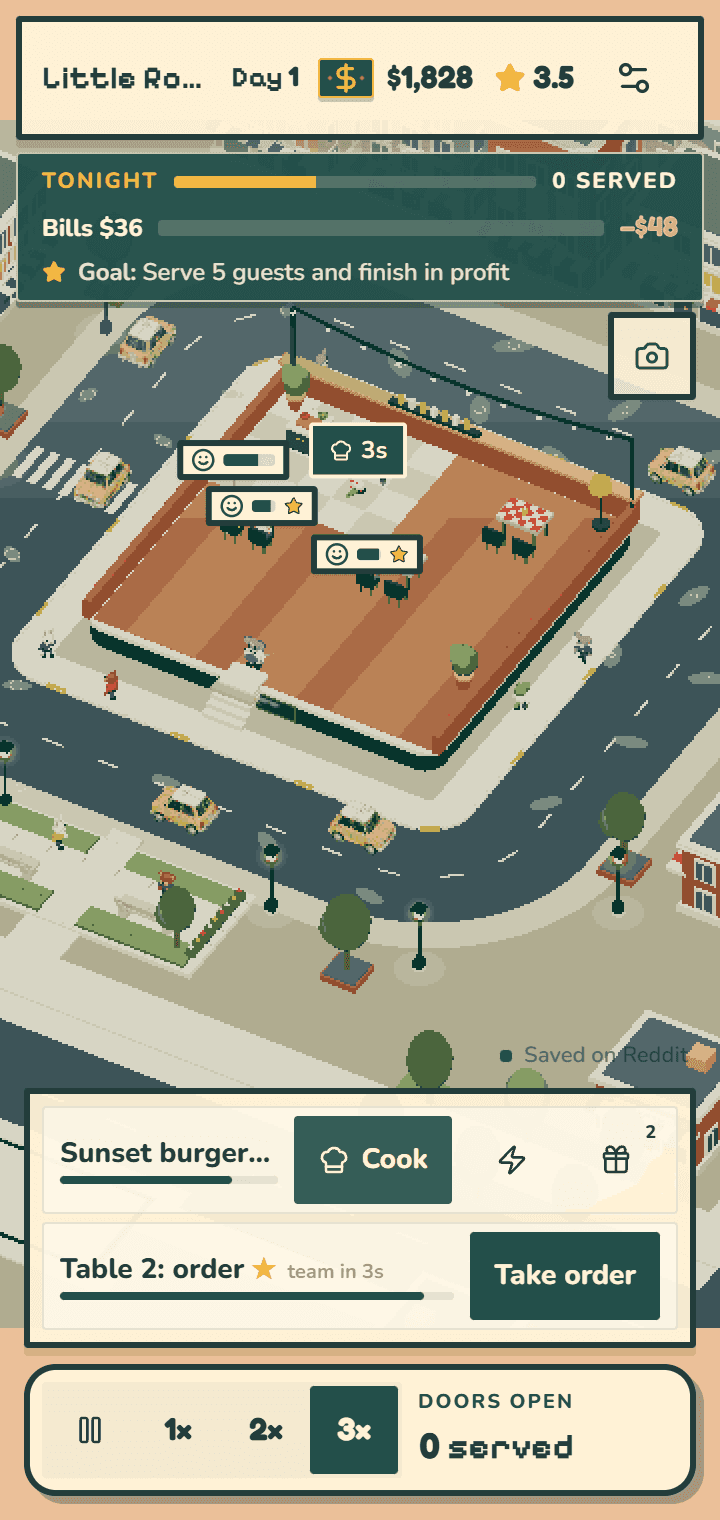 Little Ro... Day 1 $ $1,828 3.5
TONIGHT 0 SERVED
Bills $36 –$48
Goal: Serve 5 guests and finish in profit
3s
Saved on Reddit
2
Sunset burger... Cook
Table 2: order team in 3s Take order
DOORS OPEN
1x 2x 3x
0 served